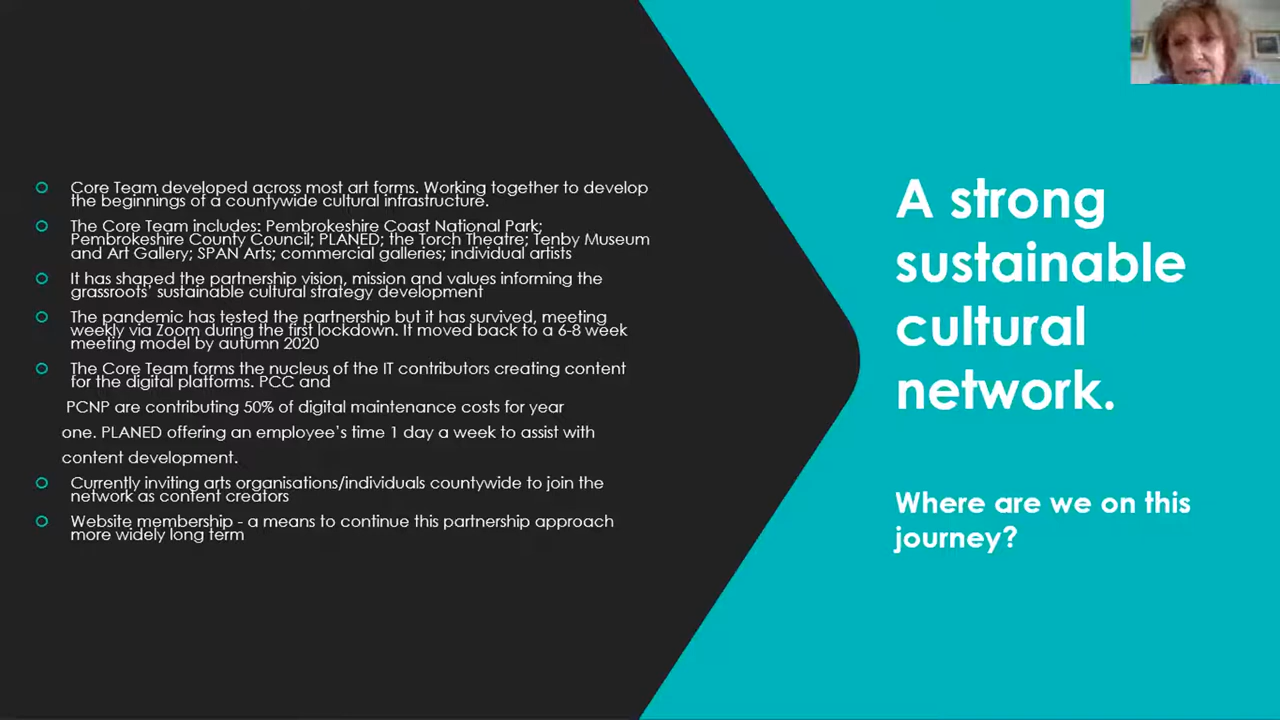 Core Team developed across most art forms. Working together to develop
the beginnings of a countywide cultural infrastructure.
The Core Team includes: Pembrokeshire Coast National Park;
Pembrokeshire County Council; PLANED; the Torch Theatre; Tenby Museum
and Art Gallery; SPAN Arts; commercial galleries; individual artists
It has shaped the partnership vision, mission and values informing the
grassroots' sustainable cultural strategy development
The pandemic has tested the partnership but it has survived, meeting
weekly via Zoom during the first lockdown. It moved back to a 6-8 week
meeting model by autumn 2020
The Core Team forms the nucleus of the IT contributors creating content
for the digital platforms. PCC and
PCNP are contributing 50% of digital maintenance costs for year
one. PLANED offering an employee's time 1 day a week to assist with
content development.
Currently inviting arts organisations/individuals countywide to join the
network as content creators
Website membership - a means to continue this partnership approach
more widely long term
A strong
sustainable
cultural
network.
Where are we on this
journey?